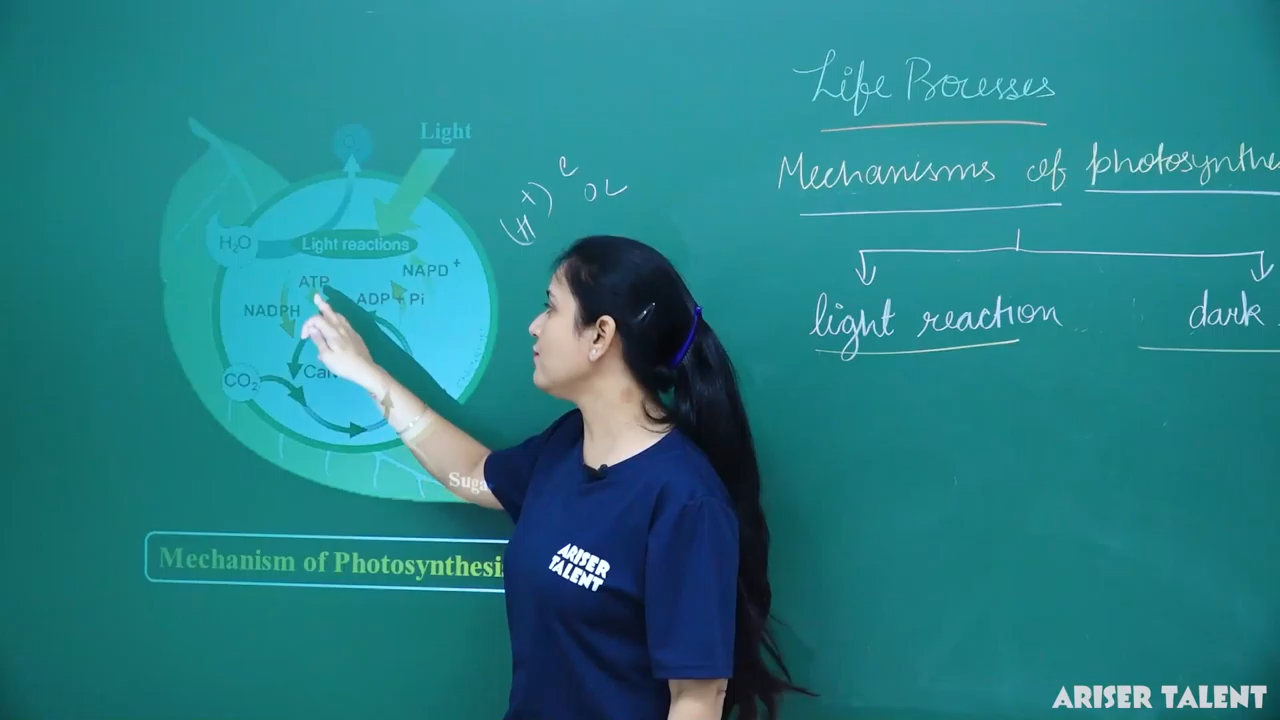 Life Processes
Mechanisms of photosynthe
light reaction
dark
Light
H₂O
Light reactions
NAPD⁺
ATP
ADP + Pi
NADPH
CO₂
Mechanism of Photosynthesis
(H⁺)
ARISER
TALENT
ARISER TALENT